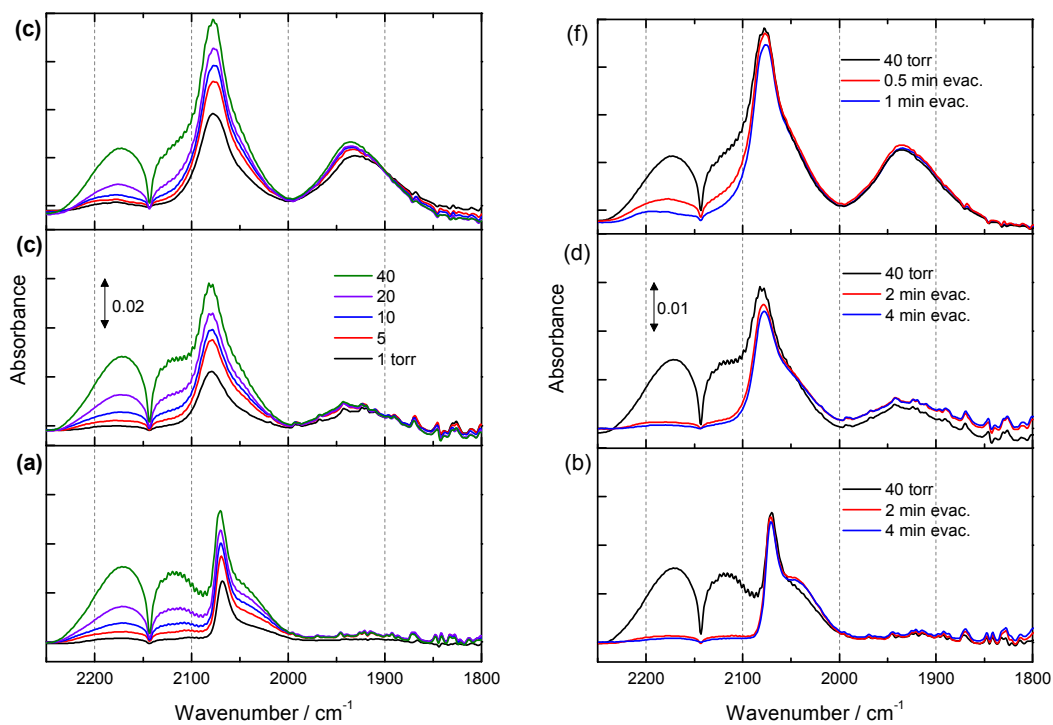 (c)
(c)
40
20
10
5
1 torr
0.02
(a)
Absorbance
2200
2100
2000
1900
1800
Wavenumber / cm-1
(f)
40 torr
0.5 min evac.
1 min evac.
(d)
40 torr
2 min evac.
4 min evac.
0.01
(b)
40 torr
2 min evac.
4 min evac.
Absorbance
2200
2100
2000
1900
1800
Wavenumber / cm-1